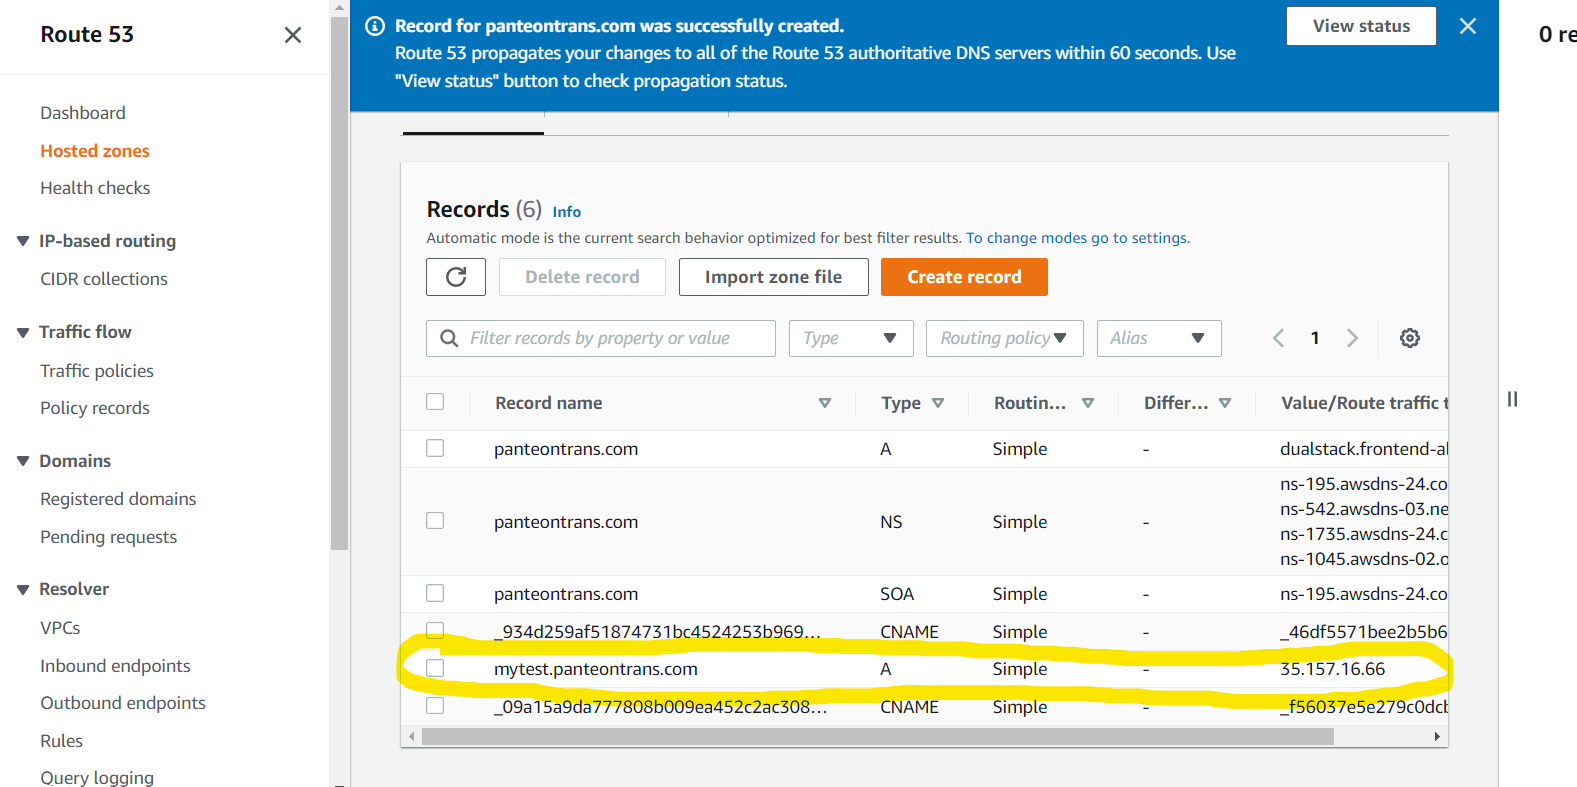 Route 53
Dashboard
Hosted zones
Health checks
IP-based routing
CIDR collections
Traffic flow
Traffic policies
Policy records
Domains
Registered domains
Pending requests
Resolver
VPCs
Inbound endpoints
Outbound endpoints
Rules
Query logging
Record for panteontrans.com was successfully created.
Route 53 propagates your changes to all of the Route 53 authoritative DNS servers within 60 seconds. Use
"View status" button to check propagation status.
View status
0 re
Records (6) Info
Automatic mode is the current search behavior optimized for best filter results. To change modes go to settings.
Delete record Import zone file Create record
Filter records by property or value Type Routing policy Alias 1
Record name Type Routin... Differ... Value/Route traffic t
panteontrans.com A Simple - dualstack.frontend-al
panteontrans.com NS Simple - ns-195.awsdns-24.co
ns-542.awsdns-03.ne
ns-1735.awsdns-24.c
ns-1045.awsdns-02.o
panteontrans.com SOA Simple - ns-195.awsdns-24.co
_934d259af51874731bc4524253b969... CNAME Simple - _46df5571bee2b5b6
mytest.panteontrans.com A Simple - 35.157.16.66
_09a15a9da777808b009ea452c2ac308... CNAME Simple - _f56037e5e279c0dcb